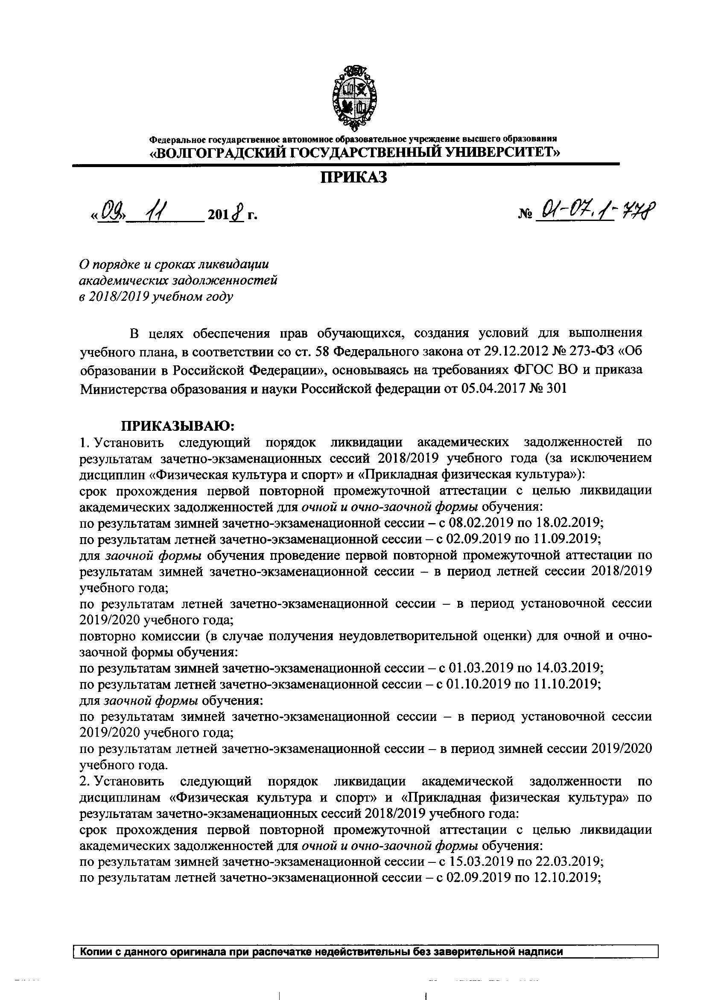 Федеральное государственное автономное образовательное учреждение высшего образования
«ВОЛГОГРАДСКИЙ ГОСУДАРСТВЕННЫЙ УНИВЕРСИТЕТ»
ПРИКАЗ
«09» 11 2018 г. № 01-07.1-778
О порядке и сроках ликвидации
академических задолженностей
в 2018/2019 учебном году
В целях обеспечения прав обучающихся, создания условий для выполнения
учебного плана, в соответствии со ст. 58 Федерального закона от 29.12.2012 № 273-ФЗ «Об
образовании в Российской Федерации», основываясь на требованиях ФГОС ВО и приказа
Министерства образования и науки Российской федерации от 05.04.2017 № 301
ПРИКАЗЫВАЮ:
1. Установить следующий порядок ликвидации академических задолженностей по
результатам зачетно-экзаменационных сессий 2018/2019 учебного года (за исключением
дисциплин «Физическая культура и спорт» и «Прикладная физическая культура»):
срок прохождения первой повторной промежуточной аттестации с целью ликвидации
академических задолженностей для очной и очно-заочной формы обучения:
по результатам зимней зачетно-экзаменационной сессии – с 08.02.2019 по 18.02.2019;
по результатам летней зачетно-экзаменационной сессии – с 02.09.2019 по 11.09.2019;
для заочной формы обучения проведение первой повторной промежуточной аттестации по
результатам зимней зачетно-экзаменационной сессии – в период летней сессии 2018/2019
учебного года;
по результатам летней зачетно-экзаменационной сессии – в период установочной сессии
2019/2020 учебного года;
повторно комиссии (в случае получения неудовлетворительной оценки) для очной и очно-
заочной формы обучения:
по результатам зимней зачетно-экзаменационной сессии – с 01.03.2019 по 14.03.2019;
по результатам летней зачетно-экзаменационной сессии – с 01.10.2019 по 11.10.2019;
для заочной формы обучения:
по результатам зимней зачетно-экзаменационной сессии – в период установочной сессии
2019/2020 учебного года;
по результатам летней зачетно-экзаменационной сессии – в период зимней сессии 2019/2020
учебного года.
2. Установить следующий порядок ликвидации академической задолженности по
дисциплинам «Физическая культура и спорт» и «Прикладная физическая культура» по
результатам зачетно-экзаменационных сессий 2018/2019 учебного года:
срок прохождения первой повторной промежуточной аттестации с целью ликвидации
академических задолженностей для очной и очно-заочной формы обучения:
по результатам зимней зачетно-экзаменационной сессии – с 15.03.2019 по 22.03.2019;
по результатам летней зачетно-экзаменационной сессии – с 02.09.2019 по 12.10.2019;
Копии с данного оригинала при распечатке недействительны без заверительной надписи